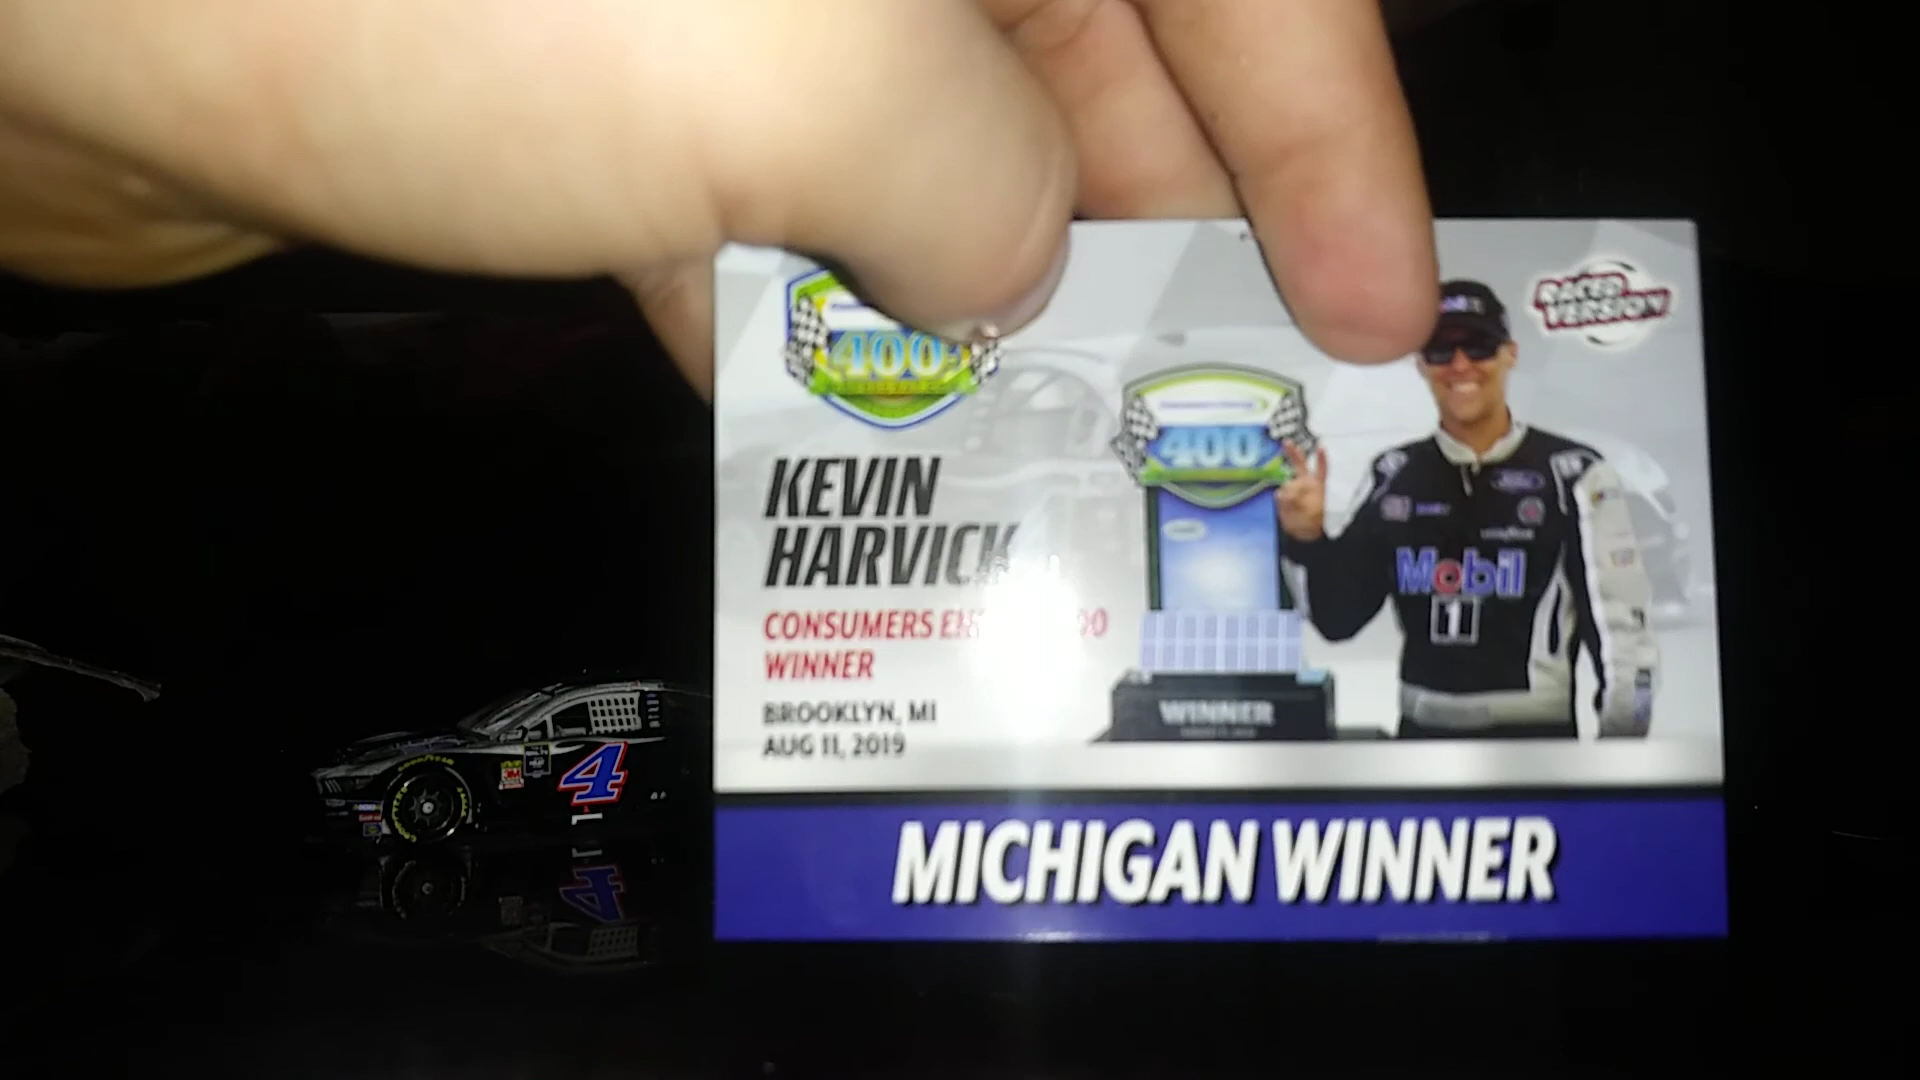 400
RACED
VERSION
400
KEVIN
HARVICK
Mobil
1
CONSUMERS
WINNER
BROOKLYN, MI
AUG 11, 2019
WINNER
4
MICHIGAN WINNER